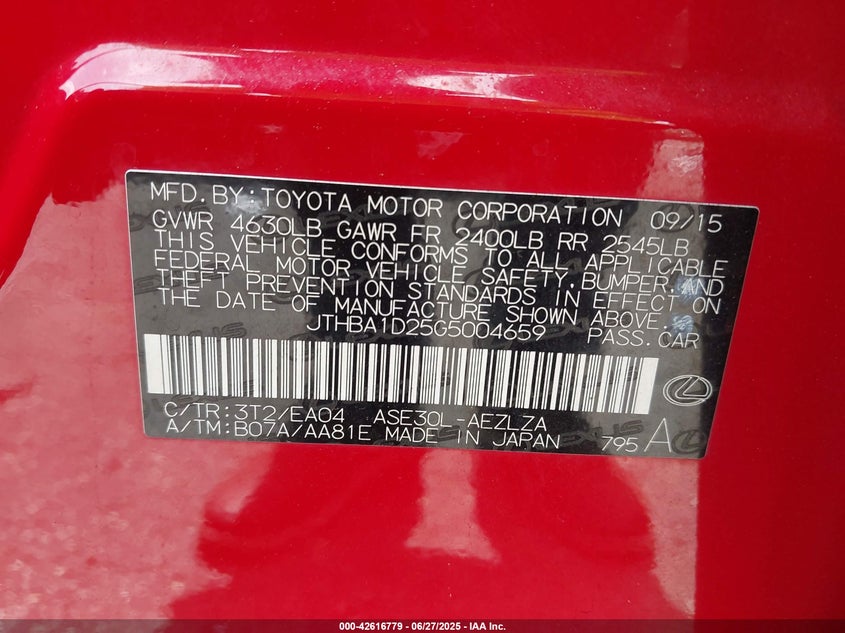 MFD. BY: TOYOTA MOTOR CORPORATION 09/15
GVWR 4630LB GAWR FR 2400LB RR 2545LB
THIS VEHICLE CONFORMS TO ALL APPLICABLE
FEDERAL MOTOR VEHICLE SAFETY, BUMPER, AND
THEFT PREVENTION STANDARDS IN EFFECT ON
THE DATE OF MANUFACTURE SHOWN ABOVE.
JTHBA1D25G5004659 PASS. CAR
C/TR: 3T2/EA04 ASE30L-AEZLZA
A/TM: B07A/AA81E MADE IN JAPAN 795 A
000-42616779 - 06/27/2025 - IAA Inc.